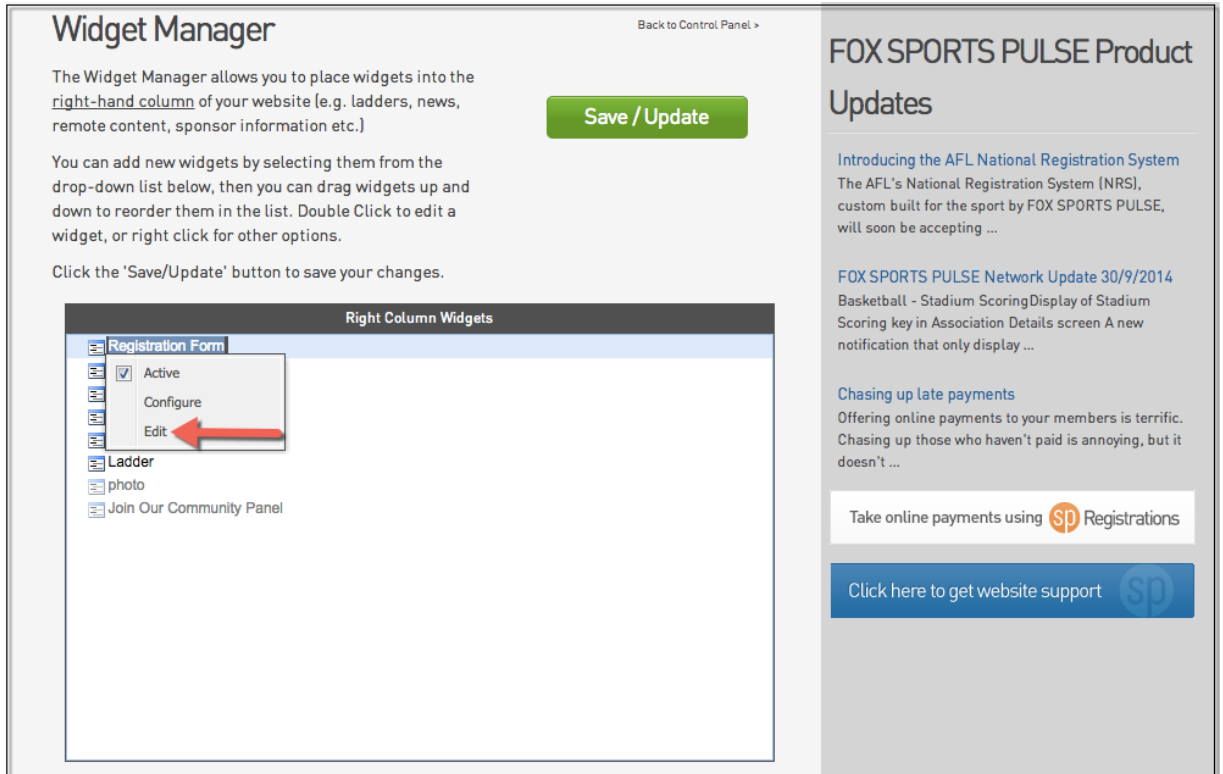 Widget Manager
Back to Control Panel >
The Widget Manager allows you to place widgets into the
right-hand column of your website (e.g. ladders, news,
remote content, sponsor information etc.)
Save / Update
You can add new widgets by selecting them from the
drop-down list below, then you can drag widgets up and
down to reorder them in the list. Double Click to edit a
widget, or right click for other options.
Click the 'Save/Update' button to save your changes.
Right Column Widgets
Registration Form
Active
Configure
Edit
Ladder
photo
Join Our Community Panel
FOX SPORTS PULSE Product
Updates
Introducing the AFL National Registration System
The AFL's National Registration System (NRS),
custom built for the sport by FOX SPORTS PULSE,
will soon be accepting ...
FOX SPORTS PULSE Network Update 30/9/2014
Basketball - Stadium ScoringDisplay of Stadium
Scoring key in Association Details screen A new
notification that only display ...
Chasing up late payments
Offering online payments to your members is terrific.
Chasing up those who haven't paid is annoying, but it
doesn't ...
Take online payments using sp Registrations
Click here to get website support sp